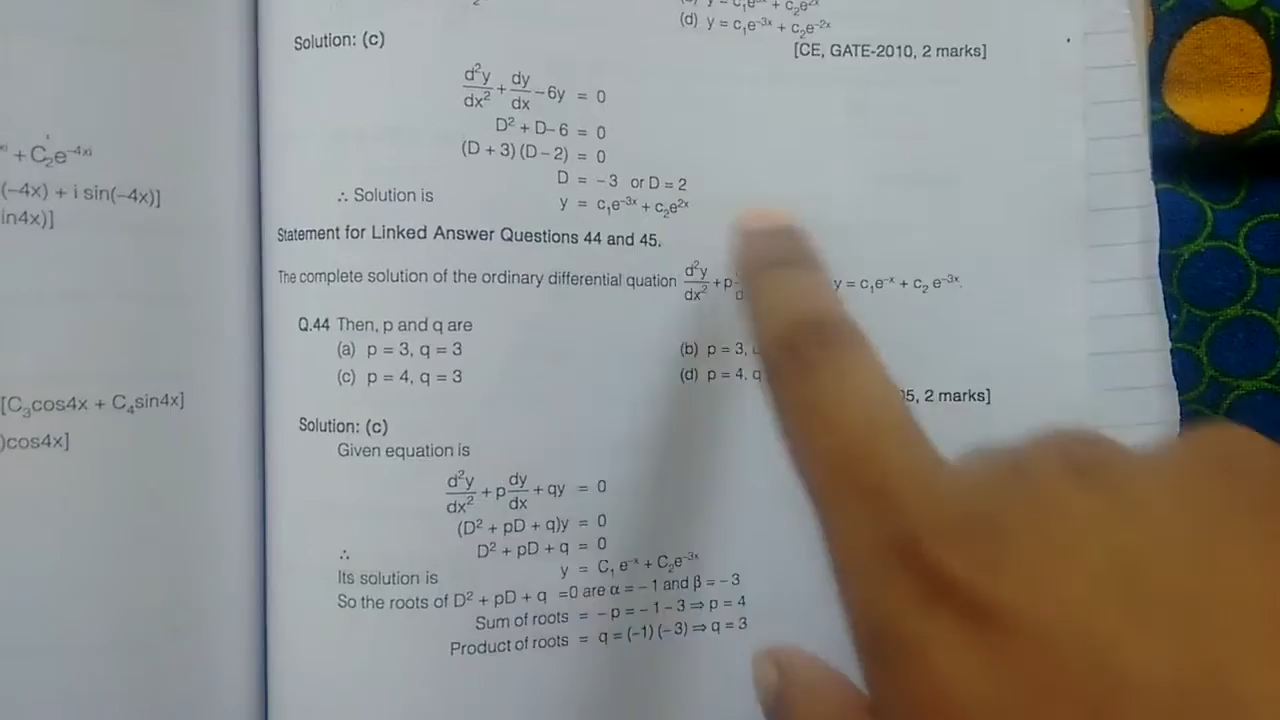 + C₂e⁻⁴ˣⁱ
(−4x) + i sin(−4x)]
in4x)]
[C₃cos4x + C₄sin4x]
)cos4x]
(d) y = c₁e⁻³ˣ + c₂e⁻²ˣ
Solution: (c)
[CE, GATE-2010, 2 marks]
d²y/dx² + dy/dx − 6y = 0
D² + D − 6 = 0
(D + 3) (D − 2) = 0
D = −3 or D = 2
∴ Solution is y = c₁e⁻³ˣ + c₂e²ˣ
Statement for Linked Answer Questions 44 and 45.
The complete solution of the ordinary differential quation d²y/dx² + p y = c₁e⁻ˣ + c₂ e⁻³ˣ.
Q.44 Then, p and q are
(a) p = 3, q = 3 (b) p = 3,
(c) p = 4, q = 3 (d) p = 4. q
05, 2 marks]
Solution: (c)
Given equation is
d²y/dx² + p dy/dx + qy = 0
(D² + pD + q)y = 0
∴ D² + pD + q = 0
Its solution is y = C₁ e⁻ˣ + C₂e⁻³ˣ
So the roots of D² + pD + q =0 are α = −1 and β = −3
Sum of roots = −p = −1 −3 ⇒ p = 4
Product of roots = q = (−1) (−3) ⇒ q = 3